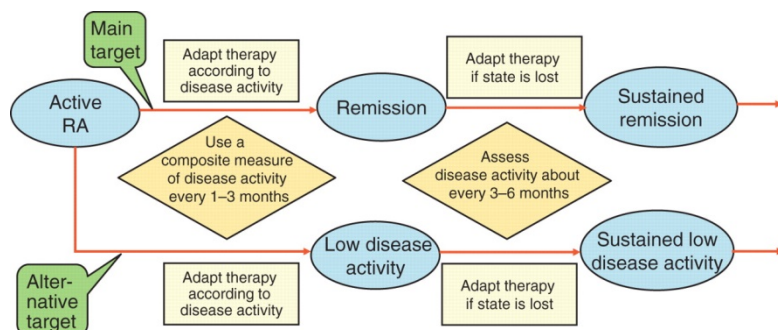 Main
target
Adapt therapy
according to
disease activity
Adapt therapy
if state is lost
Active
RA
Remission
Sustained
remission
Use a
composite measure
of disease activity
every 1–3 months
Assess
disease activity about
every 3–6 months
Low disease
activity
Sustained low
disease activity
Alter-
native
target
Adapt therapy
according to
disease activity
Adapt therapy
if state is lost